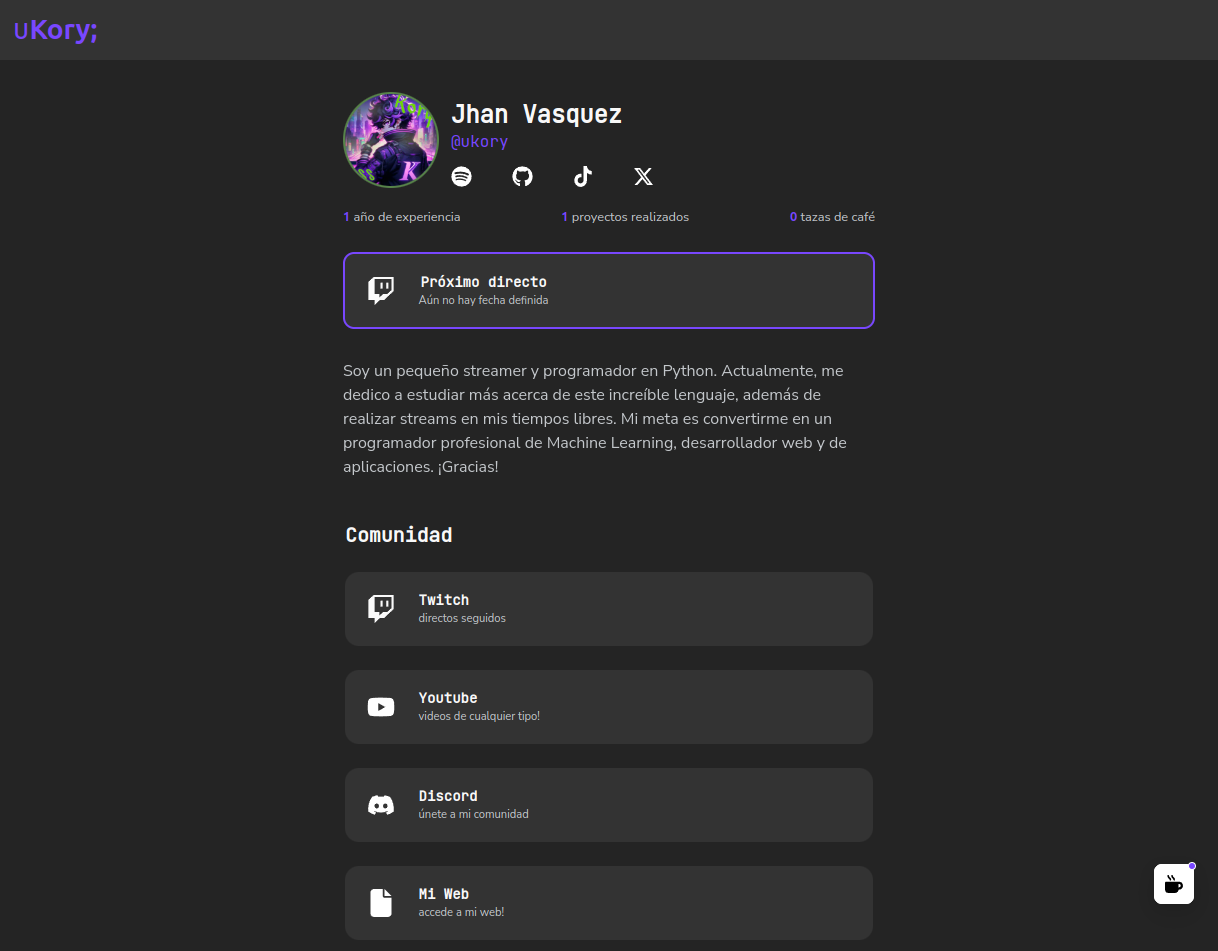 uKory;
Jhan Vasquez
@ukory
1 año de experiencia
1 proyectos realizados
0 tazas de café
Próximo directo
Aún no hay fecha definida
Soy un pequeño streamer y programador en Python. Actualmente, me
dedico a estudiar más acerca de este increíble lenguaje, además de
realizar streams en mis tiempos libres. Mi meta es convertirme en un
programador profesional de Machine Learning, desarrollador web y de
aplicaciones. ¡Gracias!
Comunidad
Twitch
directos seguidos
Youtube
videos de cualquier tipo!
Discord
únete a mi comunidad
Mi Web
accede a mi web!